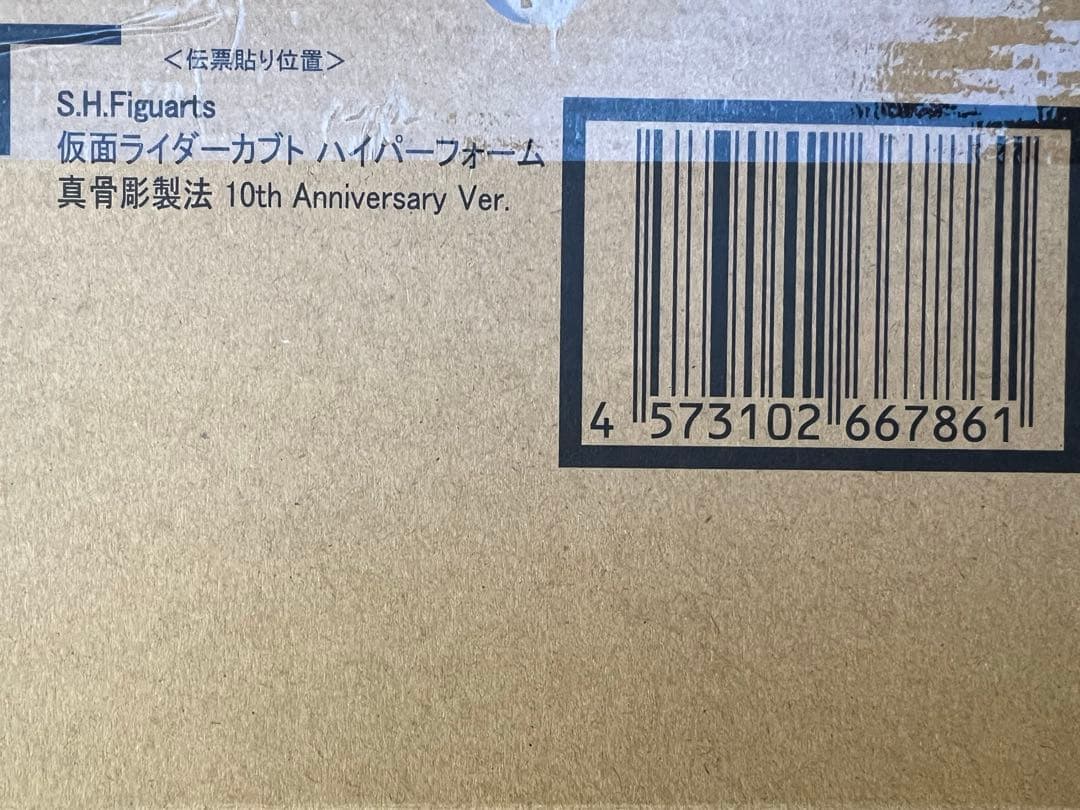 ＜伝票貼り位置＞
S.H.Figuarts
仮面ライダーカブト ハイパーフォーム
真骨彫製法 10th Anniversary Ver.
4 573102 667861